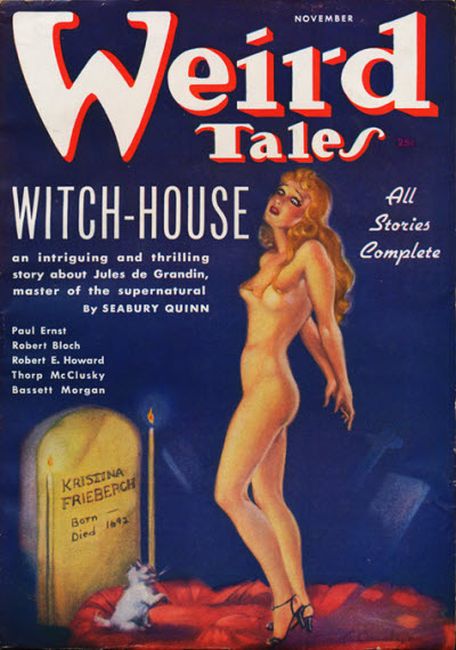 NOVEMBER
Weird
Tales
25¢
WITCH-HOUSE
an intriguing and thrilling
story about Jules de Grandin,
master of the supernatural
By SEABURY QUINN
All
Stories
Complete
Paul Ernst
Robert Bloch
Robert E. Howard
Thorp McClusky
Bassett Morgan
KRISTINA
FRIEBERGH
Born —
Died 1692